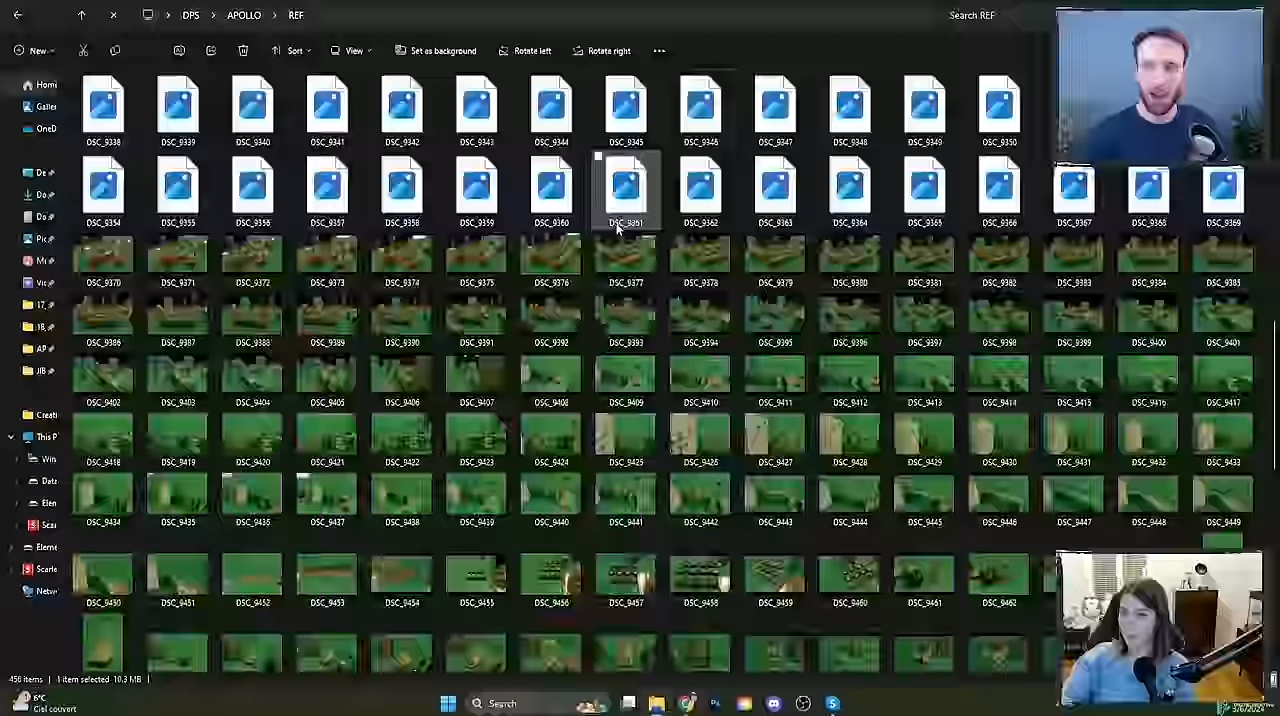 DPS > APOLLO > REF
Search REF
New
Sort
View
Set as background
Rotate left
Rotate right
Home
DSC_9338 DSC_9339 DSC_9340 DSC_9341 DSC_9342 DSC_9343 DSC_9344 DSC_9345 DSC_9346 DSC_9347 DSC_9348 DSC_9349 DSC_9350
DSC_9354 DSC_9355 DSC_9356 DSC_9357 DSC_9358 DSC_9359 DSC_9360 DSC_9361 DSC_9362 DSC_9363 DSC_9364 DSC_9365 DSC_9366 DSC_9367 DSC_9368 DSC_9369
DSC_9370 DSC_9371 DSC_9372 DSC_9373 DSC_9374 DSC_9375 DSC_9376 DSC_9377 DSC_9378 DSC_9379 DSC_9380 DSC_9381 DSC_9382 DSC_9383 DSC_9384 DSC_9385
DSC_9386 DSC_9387 DSC_9388 DSC_9389 DSC_9390 DSC_9391 DSC_9392 DSC_9393 DSC_9394 DSC_9395 DSC_9396 DSC_9397 DSC_9398 DSC_9399 DSC_9400 DSC_9401
DSC_9402 DSC_9403 DSC_9404 DSC_9405 DSC_9406 DSC_9407 DSC_9408 DSC_9409 DSC_9410 DSC_9411 DSC_9412 DSC_9413 DSC_9414 DSC_9415 DSC_9416 DSC_9417
DSC_9418 DSC_9419 DSC_9420 DSC_9421 DSC_9422 DSC_9423 DSC_9424 DSC_9425 DSC_9426 DSC_9427 DSC_9428 DSC_9429 DSC_9430 DSC_9431 DSC_9432 DSC_9433
DSC_9434 DSC_9435 DSC_9436 DSC_9437 DSC_9438 DSC_9439 DSC_9440 DSC_9441 DSC_9442 DSC_9443 DSC_9444 DSC_9445 DSC_9446 DSC_9447 DSC_9448 DSC_9449
DSC_9450 DSC_9451 DSC_9452 DSC_9453 DSC_9454 DSC_9455 DSC_9456 DSC_9457 DSC_9458 DSC_9459 DSC_9460 DSC_9461 DSC_9462
1 item selected 10.3 MB
6°C
Ciel couvert
Search